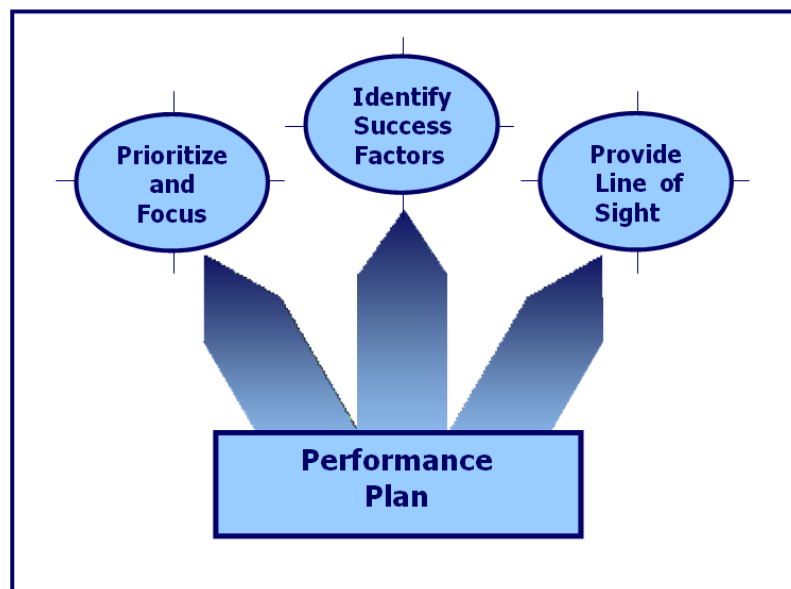 Prioritize
and
Focus
Identify
Success
Factors
Provide
Line of
Sight
Performance
Plan